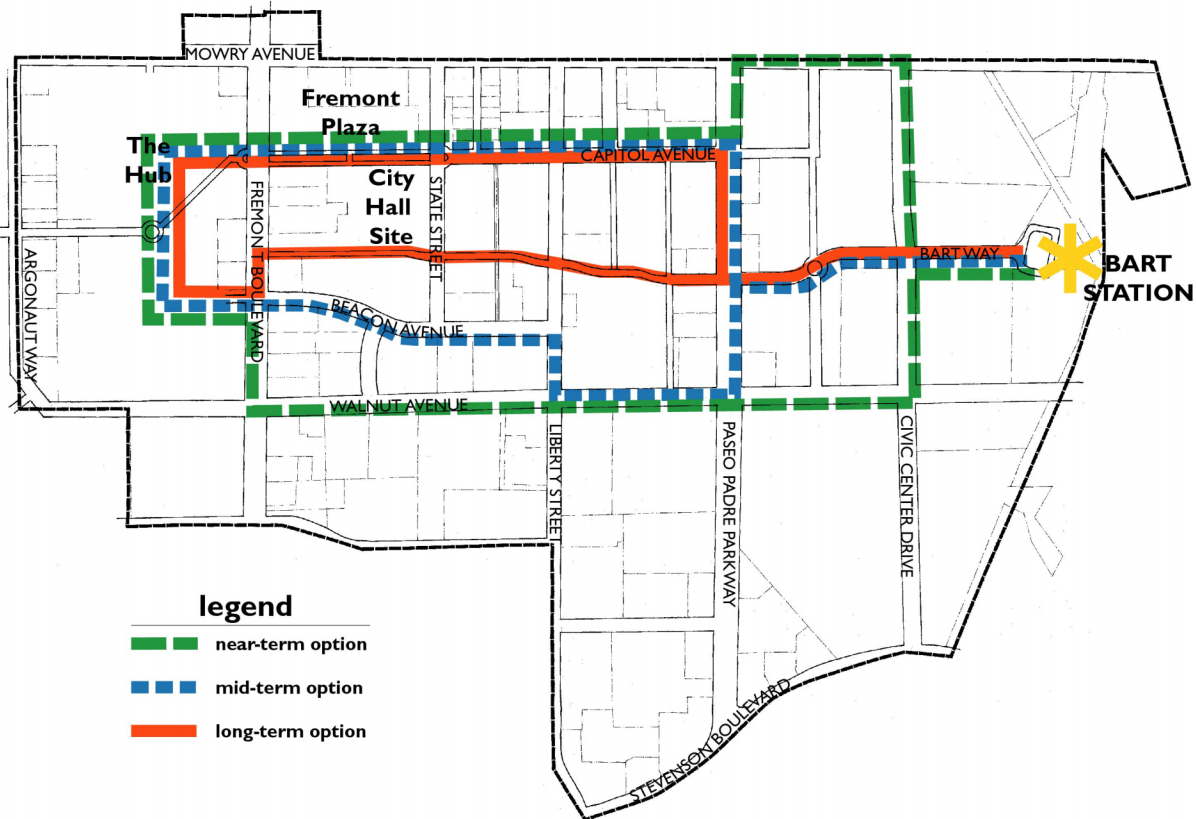 MOWRY AVENUE
Fremont
Plaza
The
Hub
CAPITOL AVENUE
City
Hall
Site
FREMONT BOULEVARD
STATE STREET
ARGONAUT WAY
BART WAY
BART
STATION
BEACON AVENUE
WALNUT AVENUE
LIBERTY STREET
PASEO PADRE PARKWAY
CIVIC CENTER DRIVE
STEVENSON BOULEVARD
legend
near-term option
mid-term option
long-term option